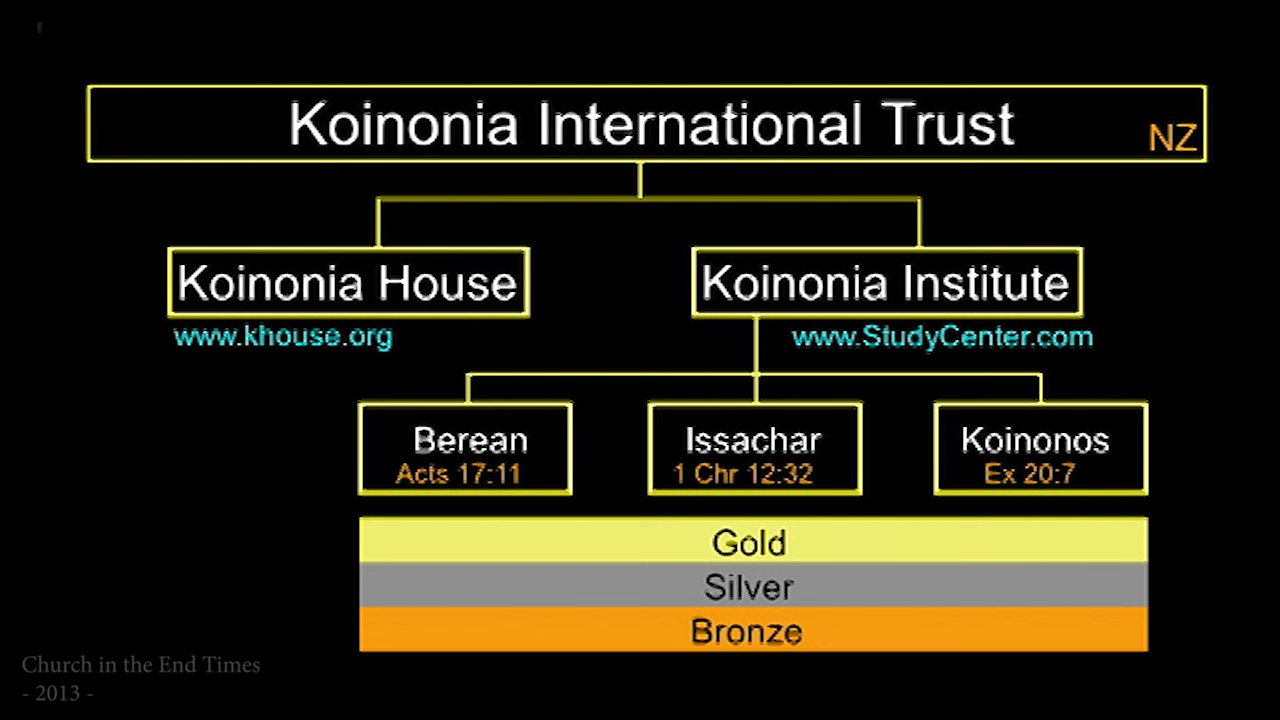 Koinonia International Trust
NZ
Koinonia House
Koinonia Institute
www.khouse.org
www.StudyCenter.com
Berean
Issachar
Koinonos
Acts 17:11
1 Chr 12:32
Ex 20:7
Gold
Silver
Bronze
Church in the End Times
- 2013 -